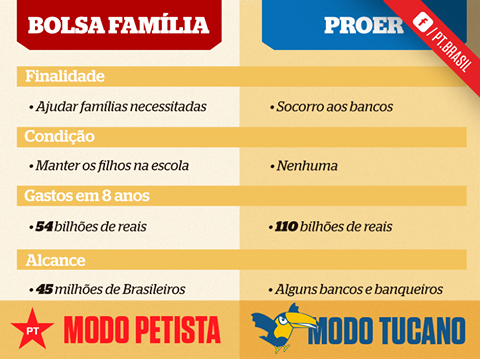 BOLSA FAMÍLIA
PROER
f/PT.BRASIL
Finalidade
• Ajudar famílias necessitadas
• Socorro aos bancos
Condição
• Manter os filhos na escola
• Nenhuma
Gastos em 8 anos
• 54 bilhões de reais
• 110 bilhões de reais
Alcance
• 45 milhões de Brasileiros
• Alguns bancos e banqueiros
PT
MODO PETISTA
MODO TUCANO